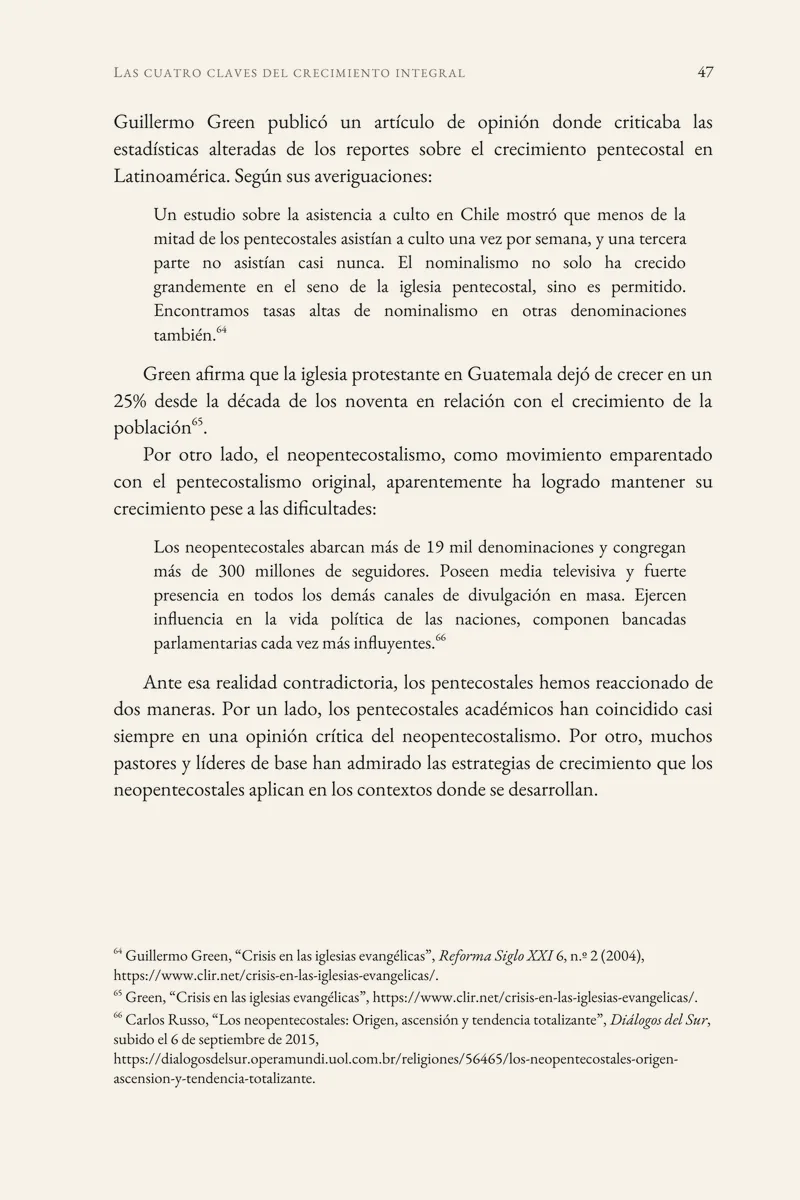 LAS CUATRO CLAVES DEL CRECIMIENTO INTEGRAL 47
Guillermo Green publicó un artículo de opinión donde criticaba las
estadísticas alteradas de los reportes sobre el crecimiento pentecostal en
Latinoamérica. Según sus averiguaciones:
Un estudio sobre la asistencia a culto en Chile mostró que menos de la
mitad de los pentecostales asistían a culto una vez por semana, y una tercera
parte no asistían casi nunca. El nominalismo no solo ha crecido
grandemente en el seno de la iglesia pentecostal, sino es permitido.
Encontramos tasas altas de nominalismo en otras denominaciones
también.64
Green afirma que la iglesia protestante en Guatemala dejó de crecer en un
25% desde la década de los noventa en relación con el crecimiento de la
población65.
Por otro lado, el neopentecostalismo, como movimiento emparentado
con el pentecostalismo original, aparentemente ha logrado mantener su
crecimiento pese a las dificultades:
Los neopentecostales abarcan más de 19 mil denominaciones y congregan
más de 300 millones de seguidores. Poseen media televisiva y fuerte
presencia en todos los demás canales de divulgación en masa. Ejercen
influencia en la vida política de las naciones, componen bancadas
parlamentarias cada vez más influyentes.66
Ante esa realidad contradictoria, los pentecostales hemos reaccionado de
dos maneras. Por un lado, los pentecostales académicos han coincidido casi
siempre en una opinión crítica del neopentecostalismo. Por otro, muchos
pastores y líderes de base han admirado las estrategias de crecimiento que los
neopentecostales aplican en los contextos donde se desarrollan.
64 Guillermo Green, “Crisis en las iglesias evangélicas”, Reforma Siglo XXI 6, n.º 2 (2004),
https://www.clir.net/crisis-en-las-iglesias-evangelicas/.
65 Green, “Crisis en las iglesias evangélicas”, https://www.clir.net/crisis-en-las-iglesias-evangelicas/.
66 Carlos Russo, “Los neopentecostales: Origen, ascensión y tendencia totalizante”, Diálogos del Sur,
subido el 6 de septiembre de 2015,
https://dialogosdelsur.operamundi.uol.com.br/religiones/56465/los-neopentecostales-origen-
ascension-y-tendencia-totalizante.